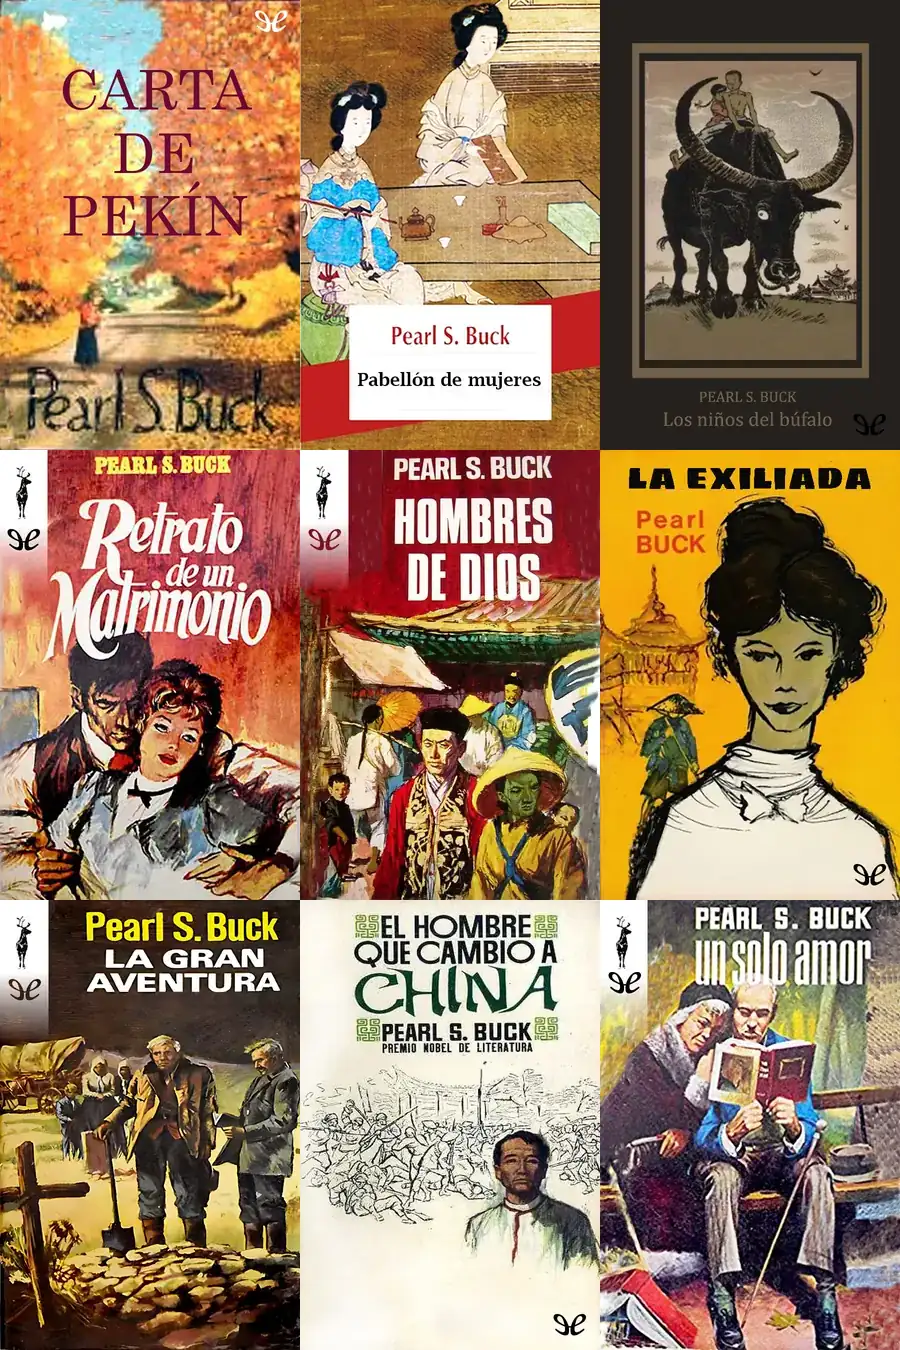 CARTA
DE
PEKÍN
Pearl S. Buck
Pearl S. Buck
Pabellón de mujeres
PEARL S. BUCK
Los niños del búfalo
PEARL S. BUCK
Retrato
de un
Matrimonio
PEARL S. BUCK
HOMBRES
DE DIOS
LA EXILIADA
Pearl
BUCK
Pearl S. Buck
LA GRAN
AVENTURA
EL HOMBRE
QUE CAMBIO A
CHINA
PEARL S. BUCK
PREMIO NOBEL DE LITERATURA
PEARL S. BUCK
un solo amor